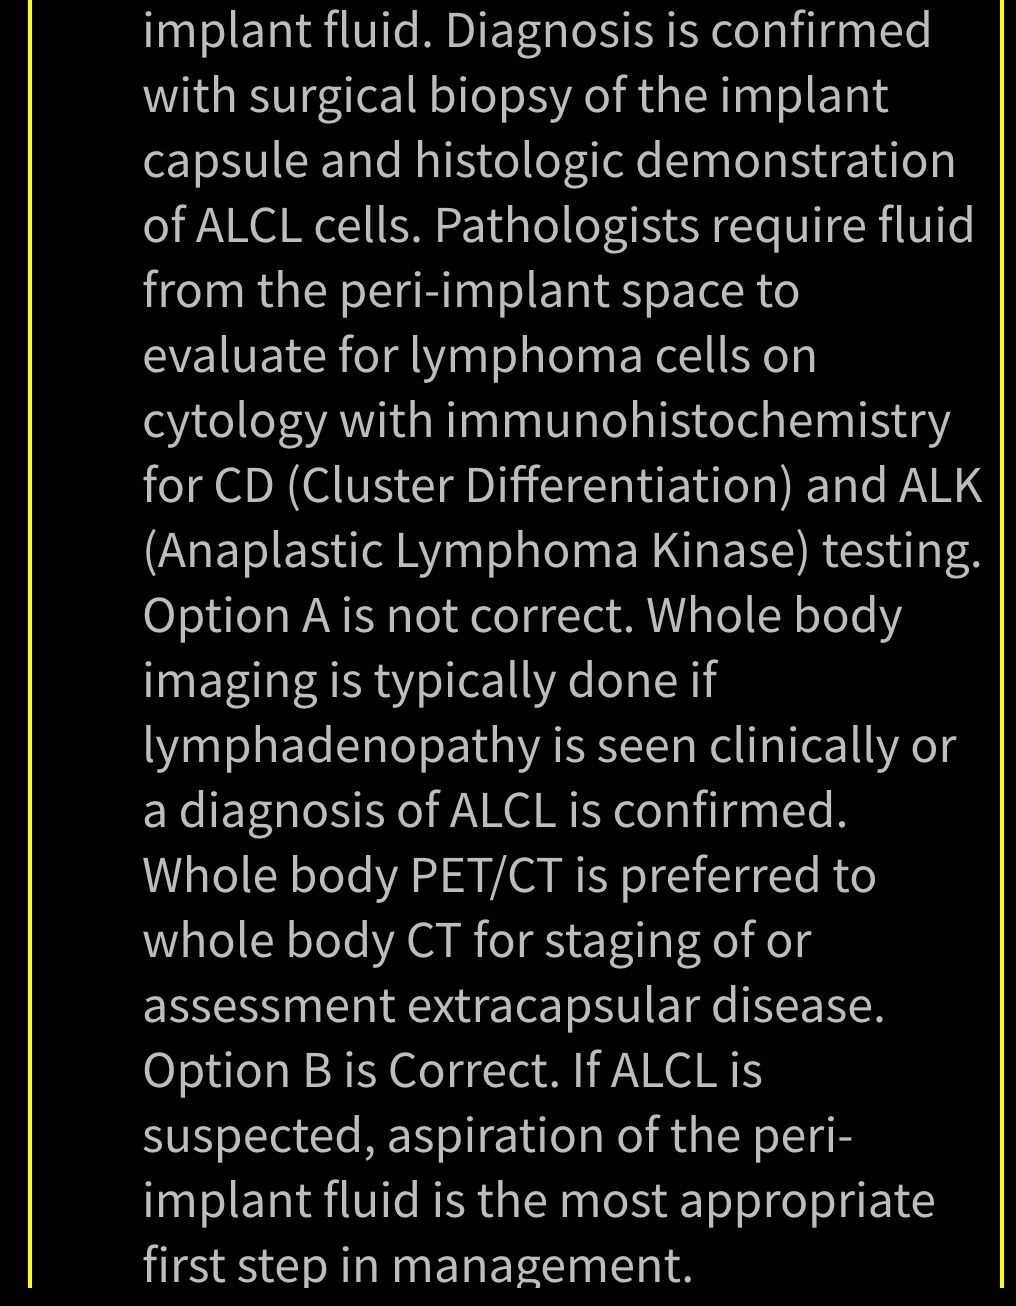 implant fluid. Diagnosis is confirmed
with surgical biopsy of the implant
capsule and histologic demonstration
of ALCL cells. Pathologists require fluid
from the peri-implant space to
evaluate for lymphoma cells on
cytology with immunohistochemistry
for CD (Cluster Differentiation) and ALK
(Anaplastic Lymphoma Kinase) testing.
Option A is not correct. Whole body
imaging is typically done if
lymphadenopathy is seen clinically or
a diagnosis of ALCL is confirmed.
Whole body PET/CT is preferred to
whole body CT for staging of or
assessment extracapsular disease.
Option B is Correct. If ALCL is
suspected, aspiration of the peri-
implant fluid is the most appropriate
first step in management.